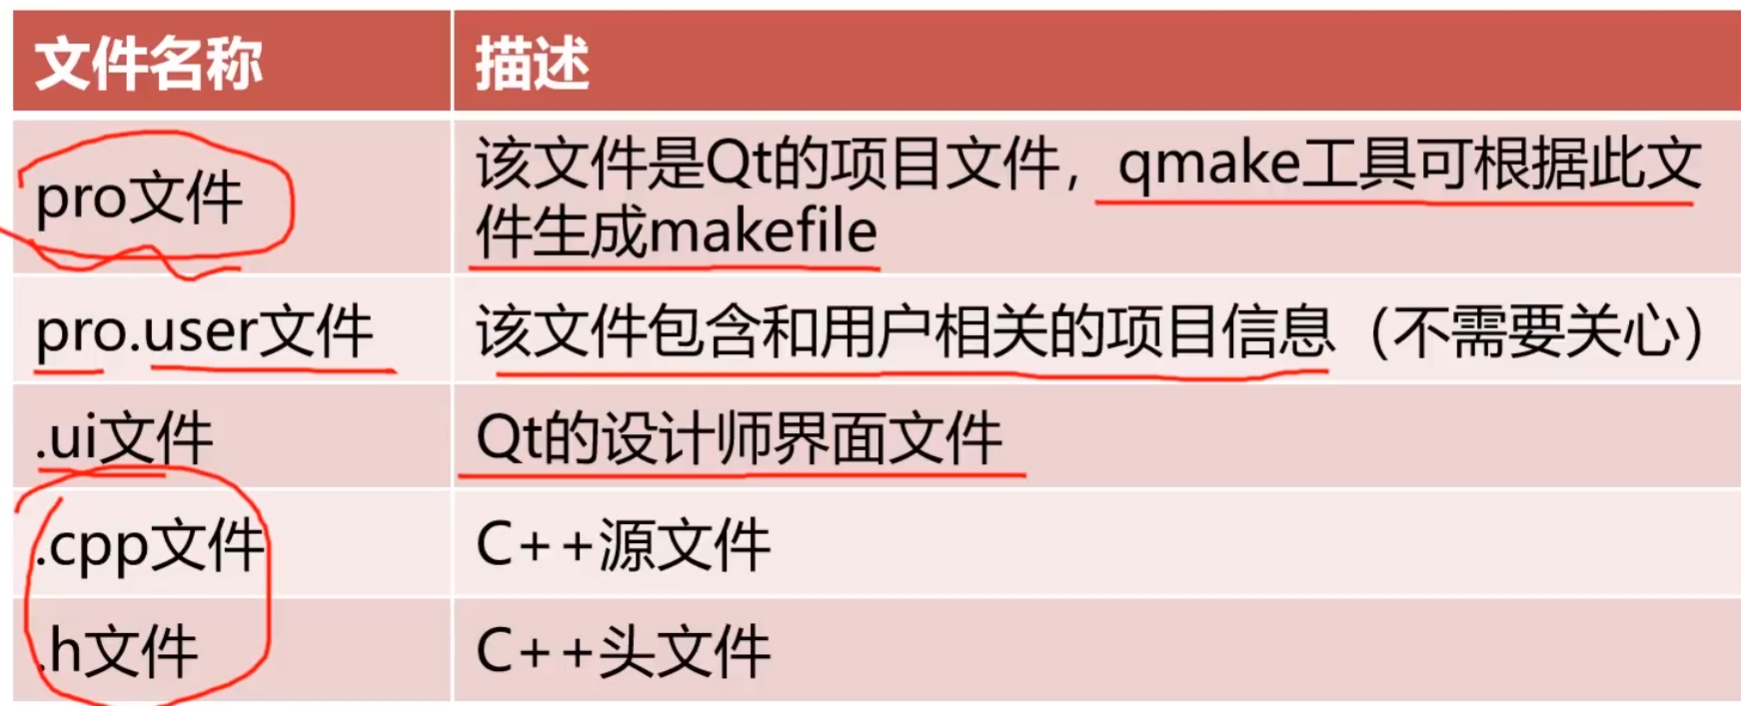 文件名称 描述
pro文件 该文件是Qt的项目文件，qmake工具可根据此文
件生成makefile
pro.user文件 该文件包含和用户相关的项目信息（不需要关心）
.ui文件 Qt的设计师界面文件
.cpp文件 C++源文件
.h文件 C++头文件